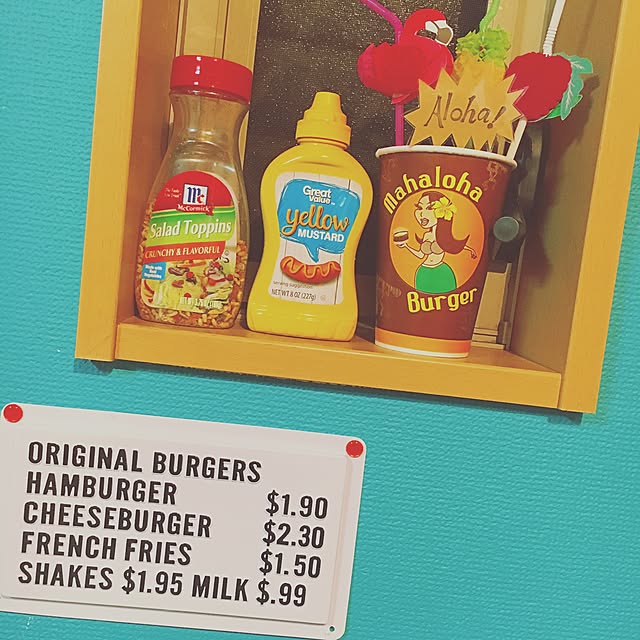 Aloha!
Mahaloha
Burger
Mc
McCormick
Salad Toppins
CRUNCHY & FLAVORFUL
Great
Value
yellow
MUSTARD
NET WT 8 OZ (227g)
ORIGINAL BURGERS
HAMBURGER $1.90
CHEESEBURGER $2.30
FRENCH FRIES $1.50
SHAKES $1.95 MILK $.99